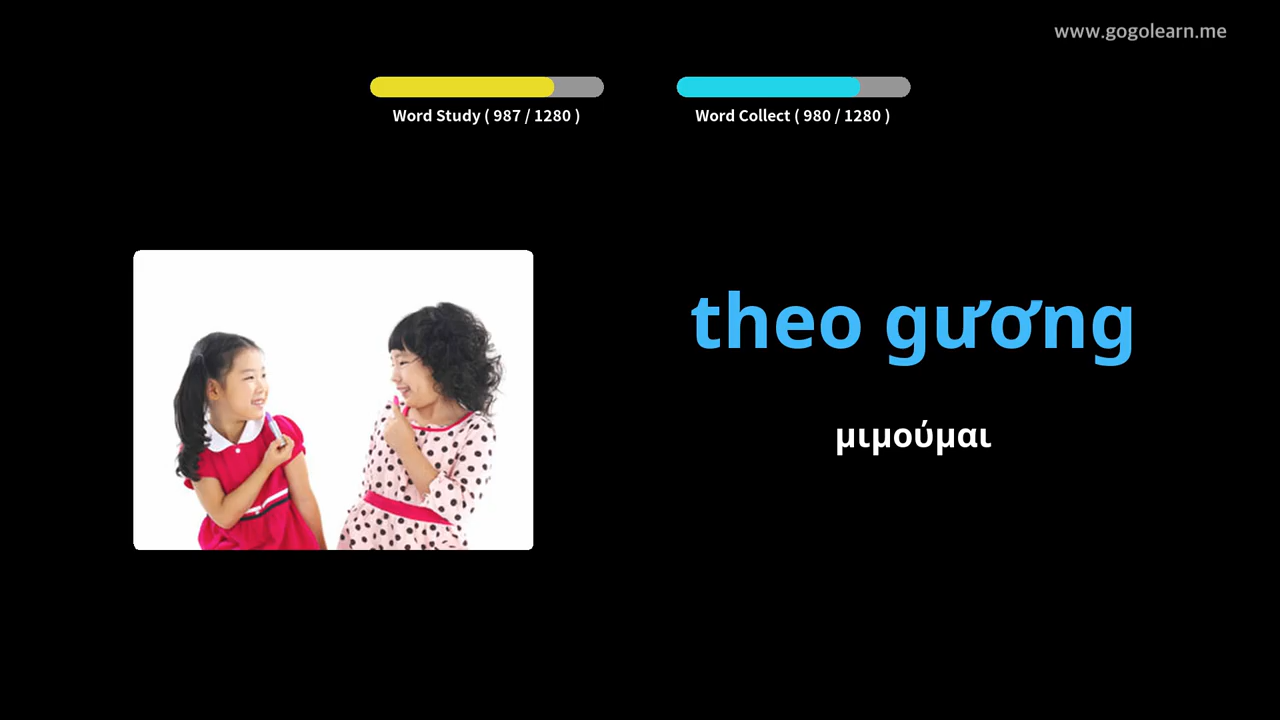 www.gogolearn.me
Word Study ( 987 / 1280 )
Word Collect ( 980 / 1280 )
theo gương
μιμούμαι